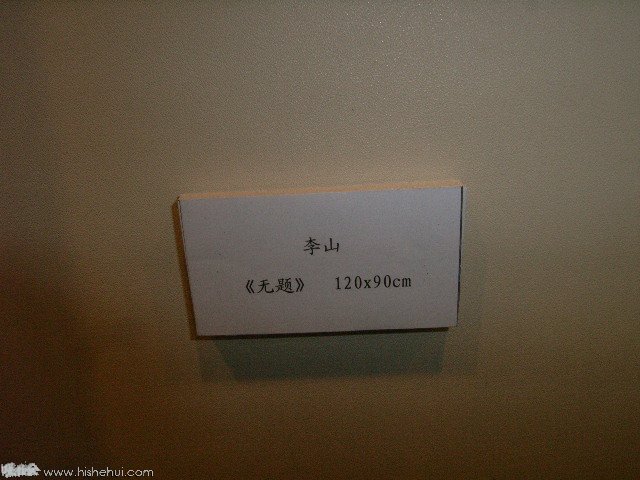 李山
《无题》 120x90cm
www.hishehui.com